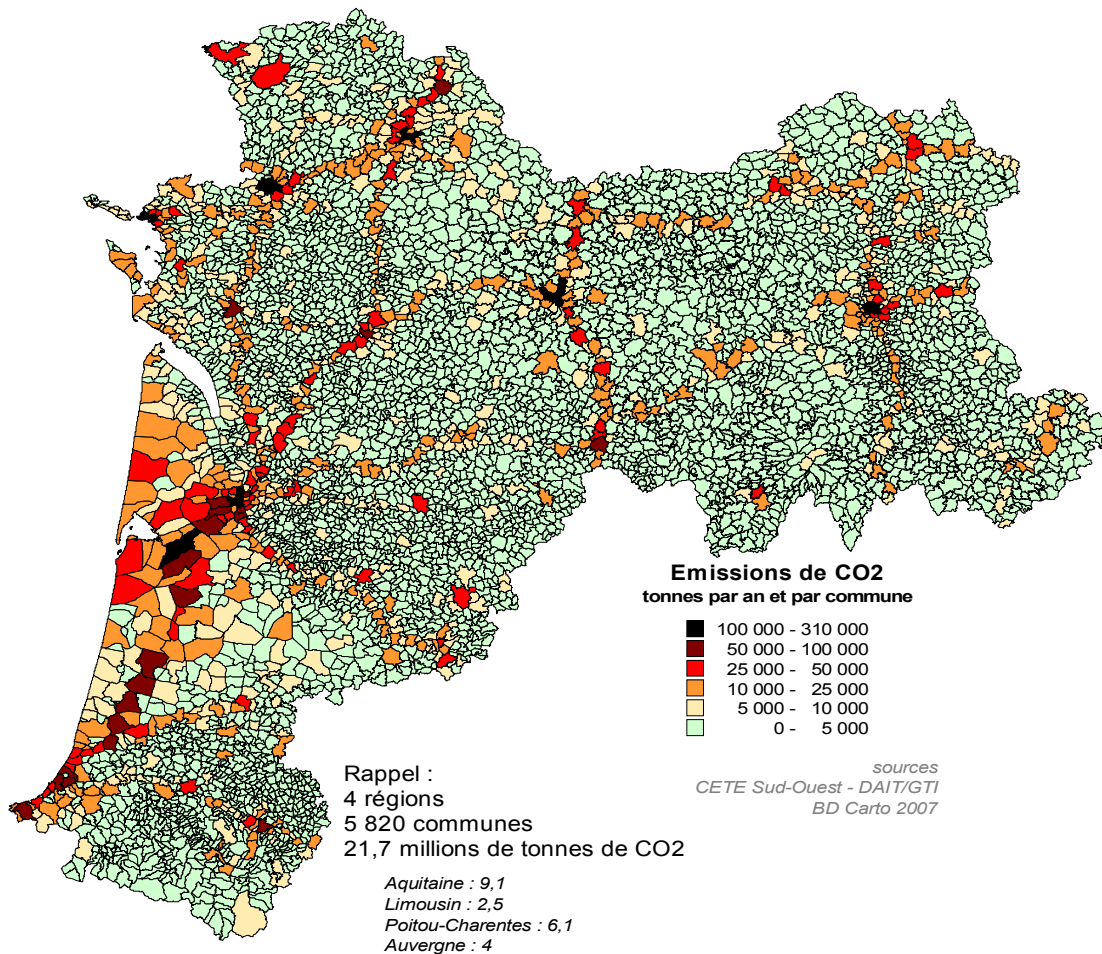 Emissions de CO2
tonnes par an et par commune
100 000 - 310 000
50 000 - 100 000
25 000 - 50 000
10 000 - 25 000
5 000 - 10 000
0 - 5 000
sources
CETE Sud-Ouest - DAIT/GTI
BD Carto 2007
Rappel :
4 régions
5 820 communes
21,7 millions de tonnes de CO2
Aquitaine : 9,1
Limousin : 2,5
Poitou-Charentes : 6,1
Auvergne : 4